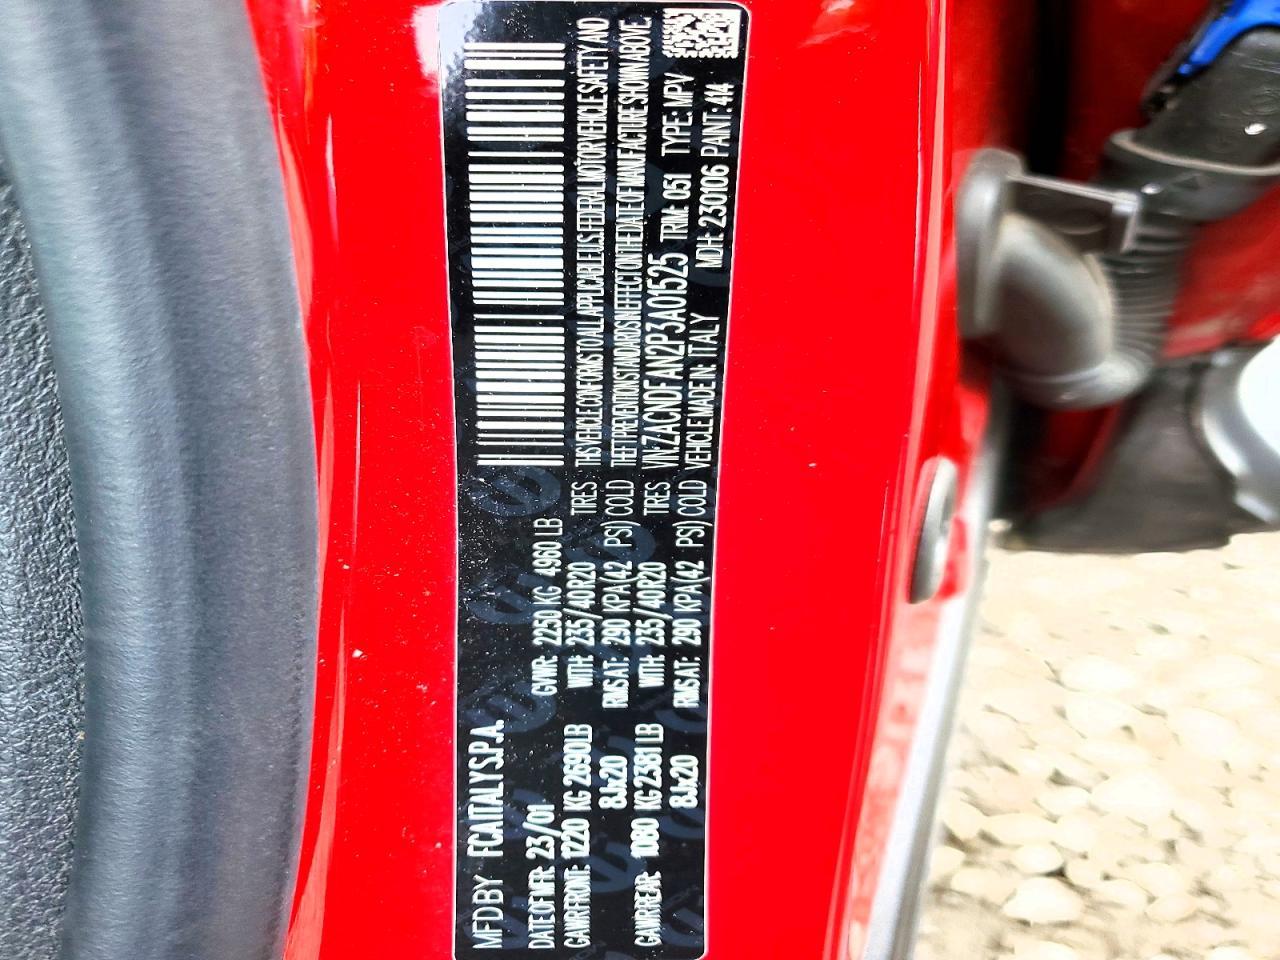 MFD BY FCA ITALY S.P.A.
DATE OF MFR: 23/01 GVWR: 2250 KG 4960 LB
GAWR FRONT: 1220 KG 2690 LB WITH: 235/40R20 TIRES
8Jx20 RIMS AT: 290 KPA(42 PSI) COLD
GAWR REAR: 1080 KG 2381 LB WITH: 235/40R20 TIRES
8Jx20 RIMS AT: 290 KPA(42 PSI) COLD
THIS VEHICLE CONFORMS TO ALL APPLICABLE U.S. FEDERAL MOTOR VEHICLE SAFETY AND
THEFT PREVENTION STANDARDS IN EFFECT ON THE DATE OF MANUFACTURE SHOWN ABOVE.
VIN: ZACNDFAN2P3A01525 TRIM: 051 TYPE: MPV
VEHICLE MADE IN: ITALY MDH: 230106 PAINT: 414